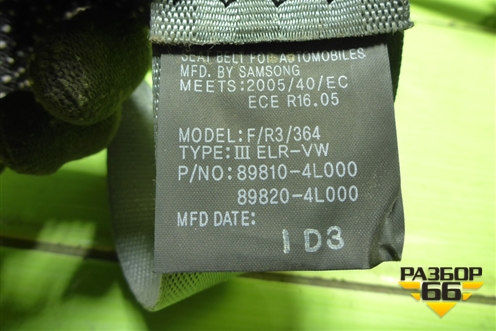 SEAT BELT FOR AUTOMOBILES
MFD. BY SAMSONG
MEETS:2005/40/EC
ECE R16.05
MODEL:F/R3/364
TYPE:III ELR-VW
P/NO:89810-4L000
89820-4L000
MFD DATE:
1D3
РАЗБОР
66